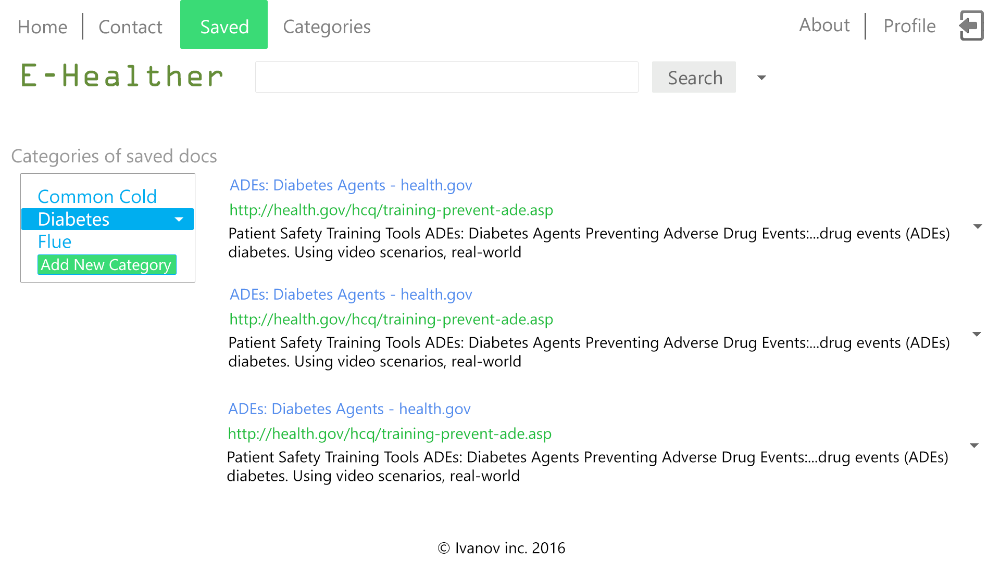 Home | Contact Saved Categories About | Profile
E-Healther Search
Categories of saved docs
Common Cold
Diabetes
Flue
Add New Category
ADEs: Diabetes Agents - health.gov
http://health.gov/hcq/training-prevent-ade.asp
Patient Safety Training Tools ADEs: Diabetes Agents Preventing Adverse Drug Events:...drug events (ADEs)
diabetes. Using video scenarios, real-world
ADEs: Diabetes Agents - health.gov
http://health.gov/hcq/training-prevent-ade.asp
Patient Safety Training Tools ADEs: Diabetes Agents Preventing Adverse Drug Events:...drug events (ADEs)
diabetes. Using video scenarios, real-world
ADEs: Diabetes Agents - health.gov
http://health.gov/hcq/training-prevent-ade.asp
Patient Safety Training Tools ADEs: Diabetes Agents Preventing Adverse Drug Events:...drug events (ADEs)
diabetes. Using video scenarios, real-world
© Ivanov inc. 2016